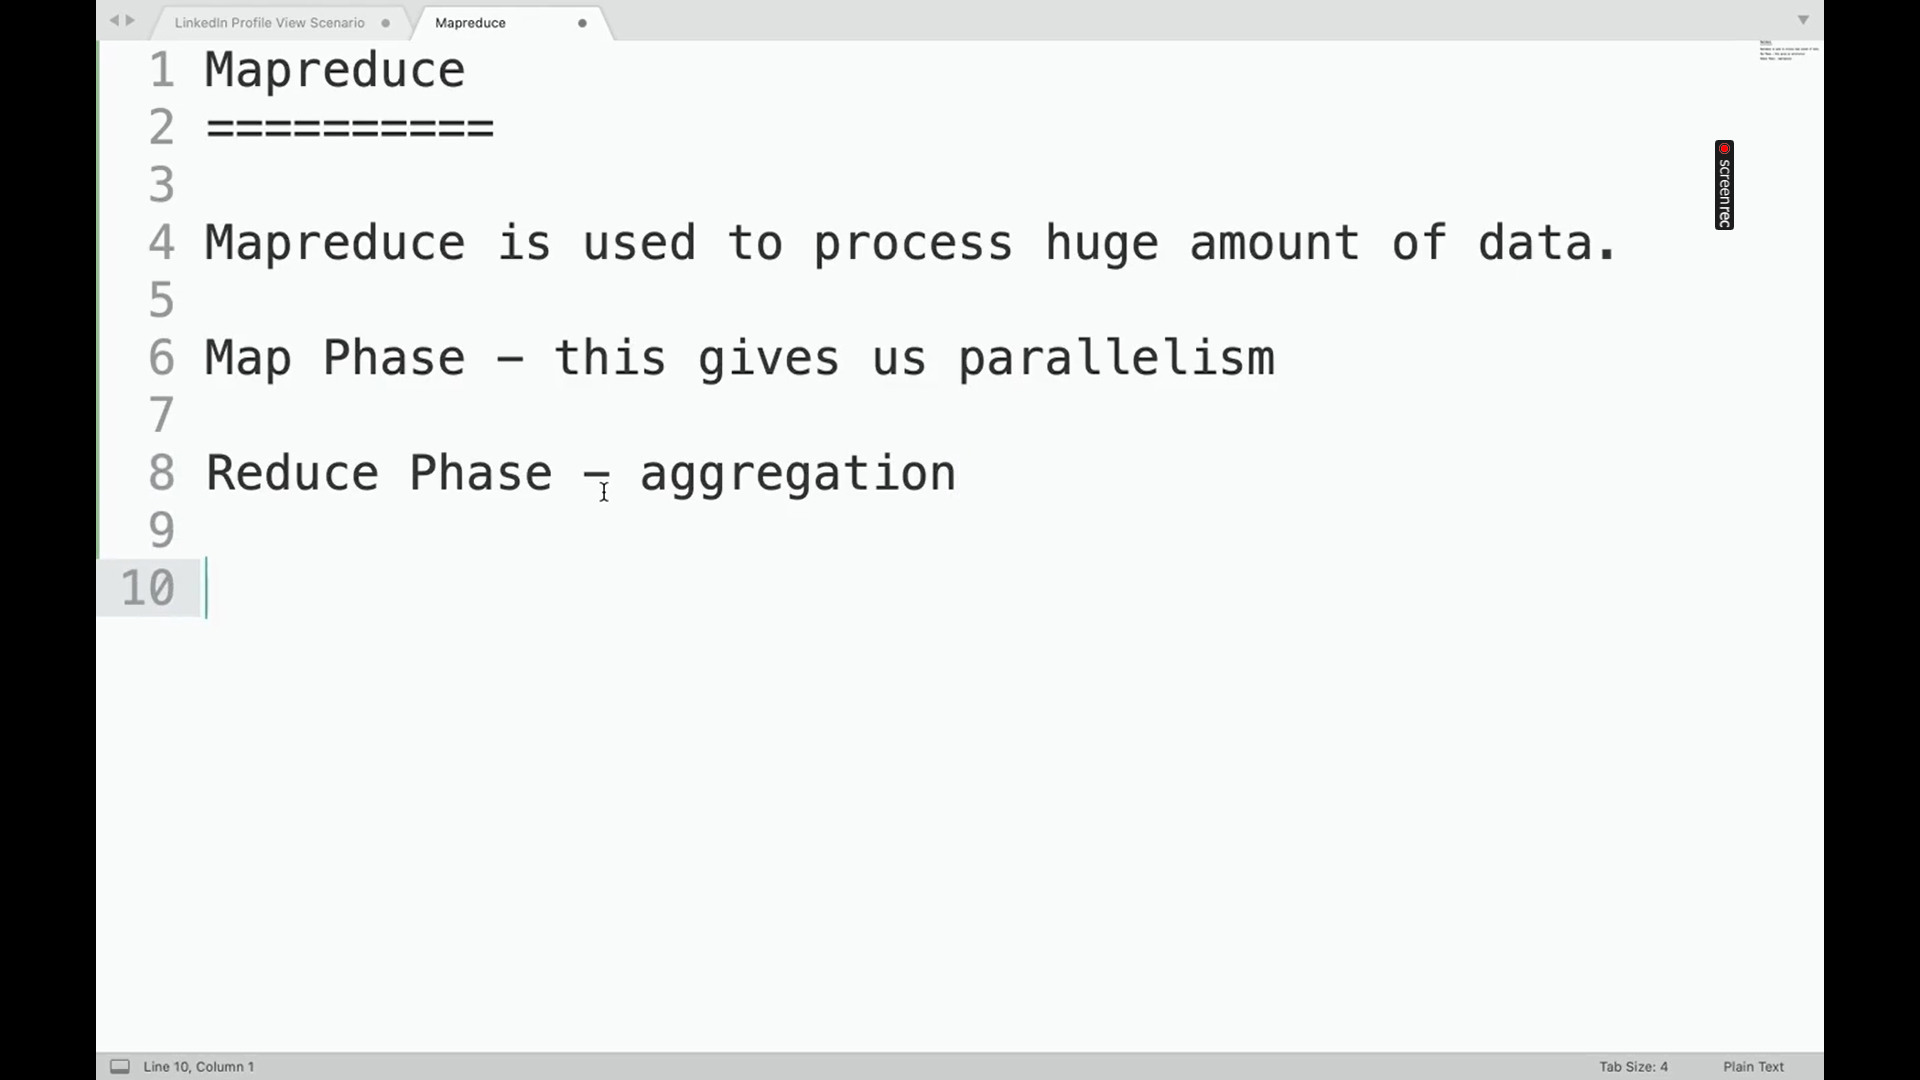 LinkedIn Profile View Scenario
Mapreduce
1 Mapreduce
2 ==========
3
4 Mapreduce is used to process huge amount of data.
5
6 Map Phase - this gives us parallelism
7
8 Reduce Phase - aggregation
9
10
screenrec
Line 10, Column 1
Tab Size: 4
Plain Text